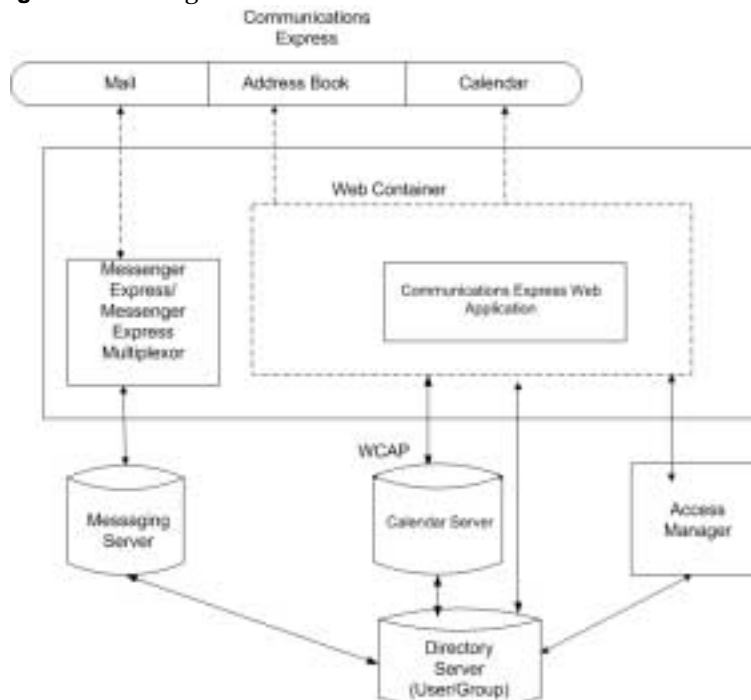 Communications
Express
Mail
Address Book
Calendar
Web Container
Messenger
Express/
Messenger
Express
Multiplexor
Communications Express Web
Application
WCAP
Messaging
Server
Calendar Server
Access
Manager
Directory
Server
(User/Group)